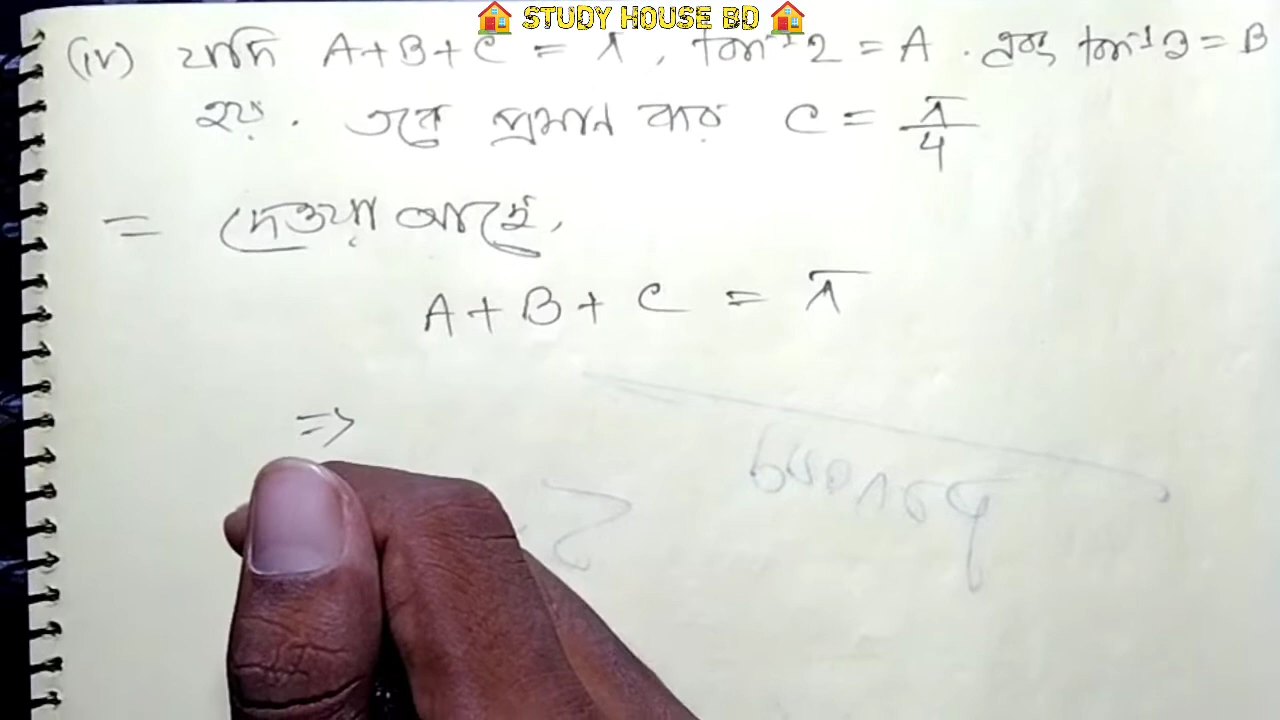 🏠 STUDY HOUSE BD 🏠
(iv) যদি A+B+C = π, tan⁻¹2 = A . এবং tan⁻¹3 = B
হয়. তবে প্রমান কর C = π/4
= দেওয়া আছে,
A + B + C = π
⇒